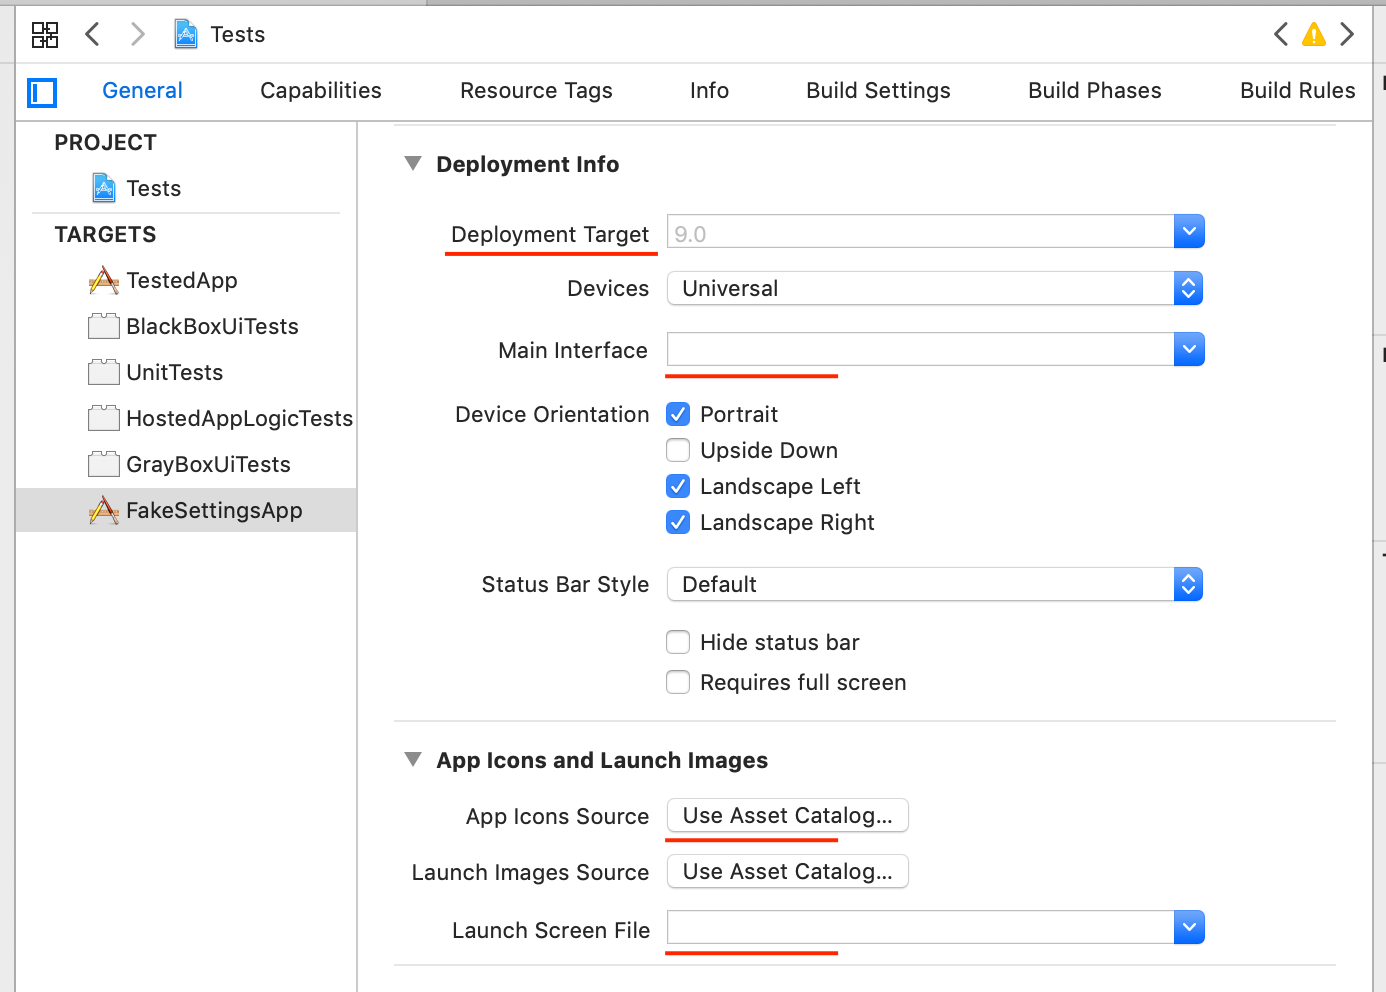 Tests
General Capabilities Resource Tags Info Build Settings Build Phases Build Rules
PROJECT
Tests
TARGETS
TestedApp
BlackBoxUiTests
UnitTests
HostedAppLogicTests
GrayBoxUiTests
FakeSettingsApp
Deployment Info
Deployment Target 9.0
Devices Universal
Main Interface
Device Orientation Portrait
Upside Down
Landscape Left
Landscape Right
Status Bar Style Default
Hide status bar
Requires full screen
App Icons and Launch Images
App Icons Source Use Asset Catalog...
Launch Images Source Use Asset Catalog...
Launch Screen File